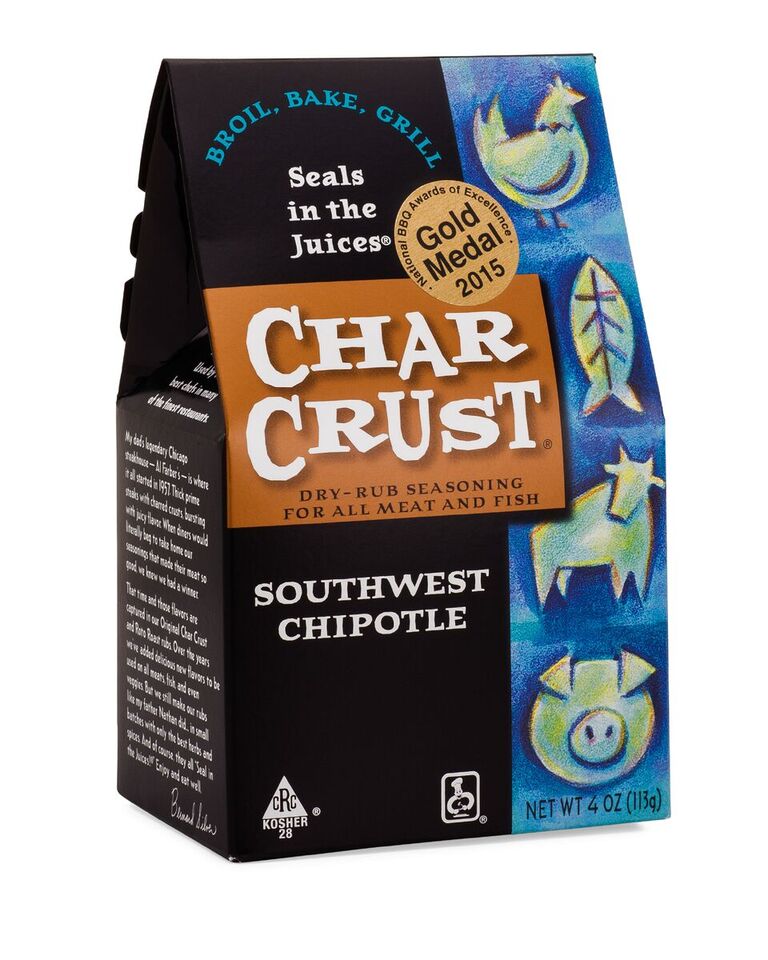 BROIL, BAKE, GRILL
Seals
in the
Juices®
National BBQ Awards of Excellence
Gold
Medal
2015
CHAR
CRUST®
DRY-RUB SEASONING
FOR ALL MEAT AND FISH
SOUTHWEST
CHIPOTLE
CRC
KOSHER
28
®
®
NET WT 4 OZ (113g)
Used by
best chefs in many
of the finest restaurants.
My dad's legendary Chicago
steakhouse — Al Farber's — is where
it all started in 1957. Thick prime
steaks with charred crusts, bursting
with juicy flavor. When diners would
literally beg to take home our
seasonings that made their meat so
good, we knew we had a winner.
That time and those flavors are
captured in our Original Char Crust
and Roto Roast rubs. Over the years
we've added delicious new flavors to be
used on all meats, fish, and even
veggies. But we still make our rubs
like my father Nathan did... in small
batches with only the best herbs and
spices. And of course, they all "Seal in
the Juices!®" Enjoy and eat well.
Bernard Silver